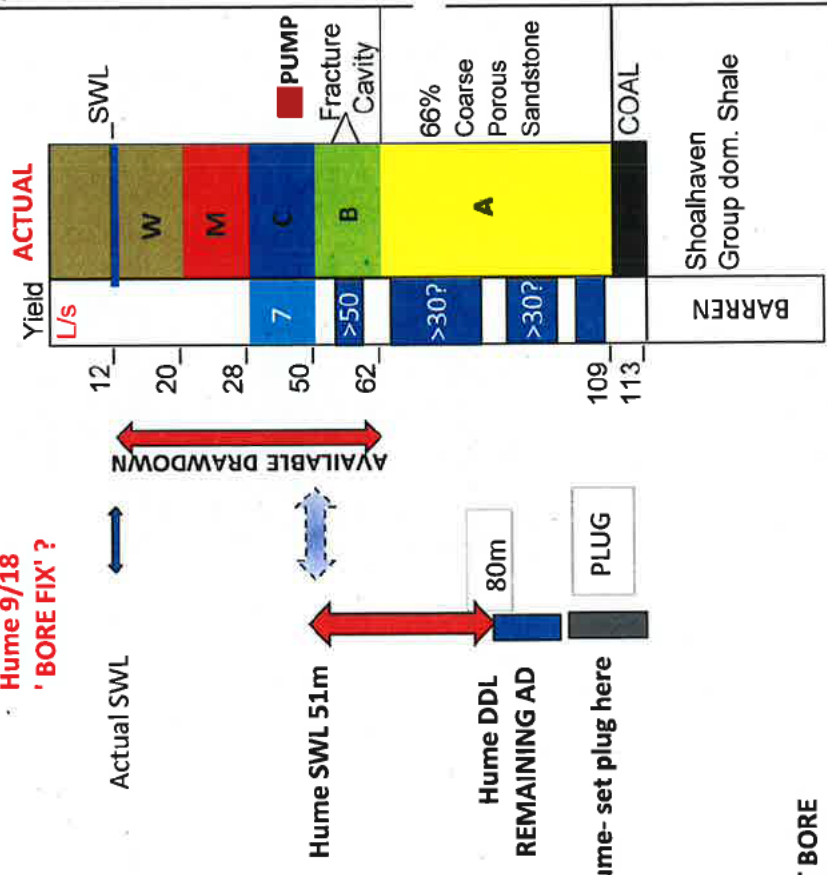 Hume 9/18
' BORE FIX' ?
Actual SWL
Hume SWL 51m
Hume DDL
REMAINING AD
ume- set plug here
' BORE
AVAILABLE DRAWDOWN
80m
PLUG
Yield
L/s
12
20
28
50
62
109
113
7
>50
>30?
>30?
BARREN
ACTUAL
W
M
C
B
A
SWL
PUMP
Fracture
Cavity
66%
Coarse
Porous
Sandstone
COAL
Shoalhaven
Group dom. Shale